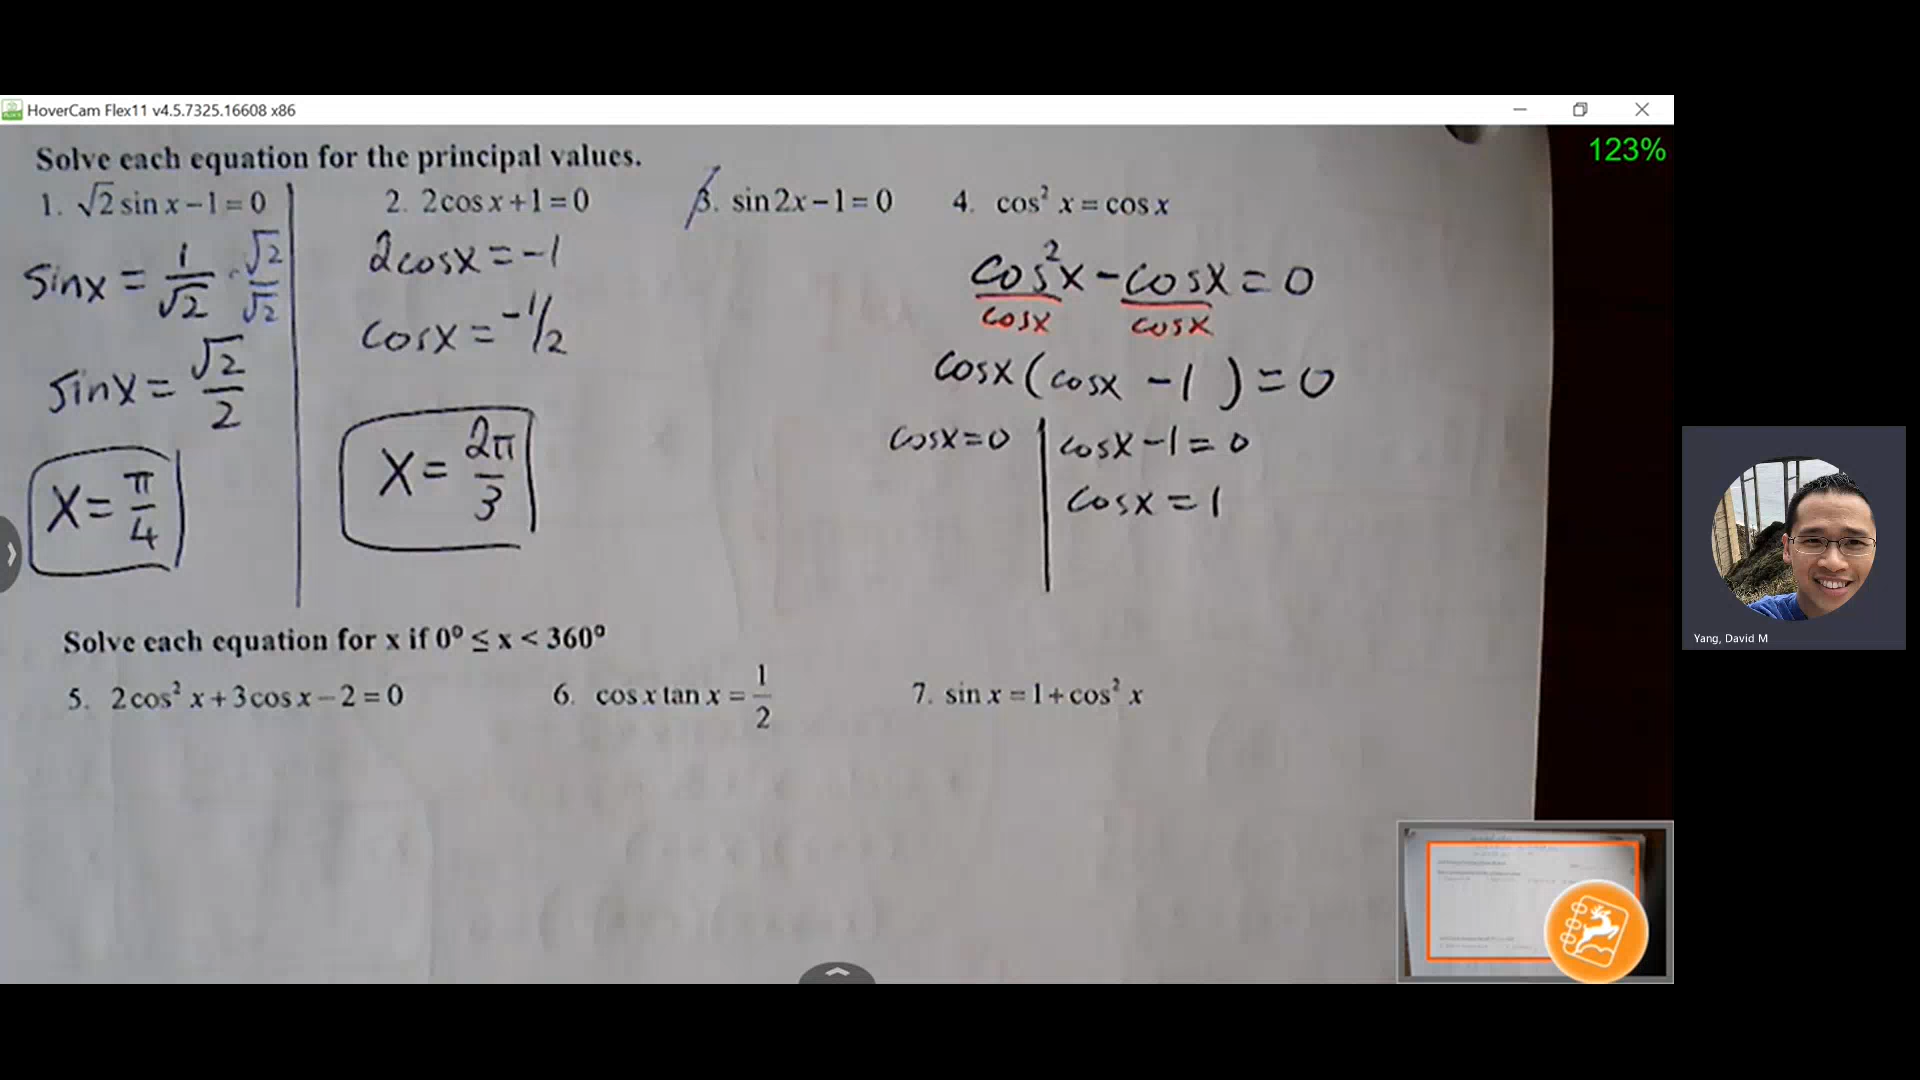 HoverCam Flex11 v4.5.7325.16608 x86
123%
Solve each equation for the principal values.
1. √2 sin x − 1 = 0
sinx = 1/√2 · √2/√2
sinx = √2/2
x = π/4
2. 2cos x + 1 = 0
2cosx = -1
cosx = -1/2
x = 2π/3
3. sin 2x − 1 = 0
4. cos² x = cos x
cos²x - cosx = 0
cosx cosx
cosx(cosx - 1) = 0
cosx=0 | cosx-1=0
cosx = 1
Solve each equation for x if 0° ≤ x < 360°
5. 2cos² x + 3cos x − 2 = 0
6. cos x tan x = 1/2
7. sin x = 1 + cos² x
Yang, David M